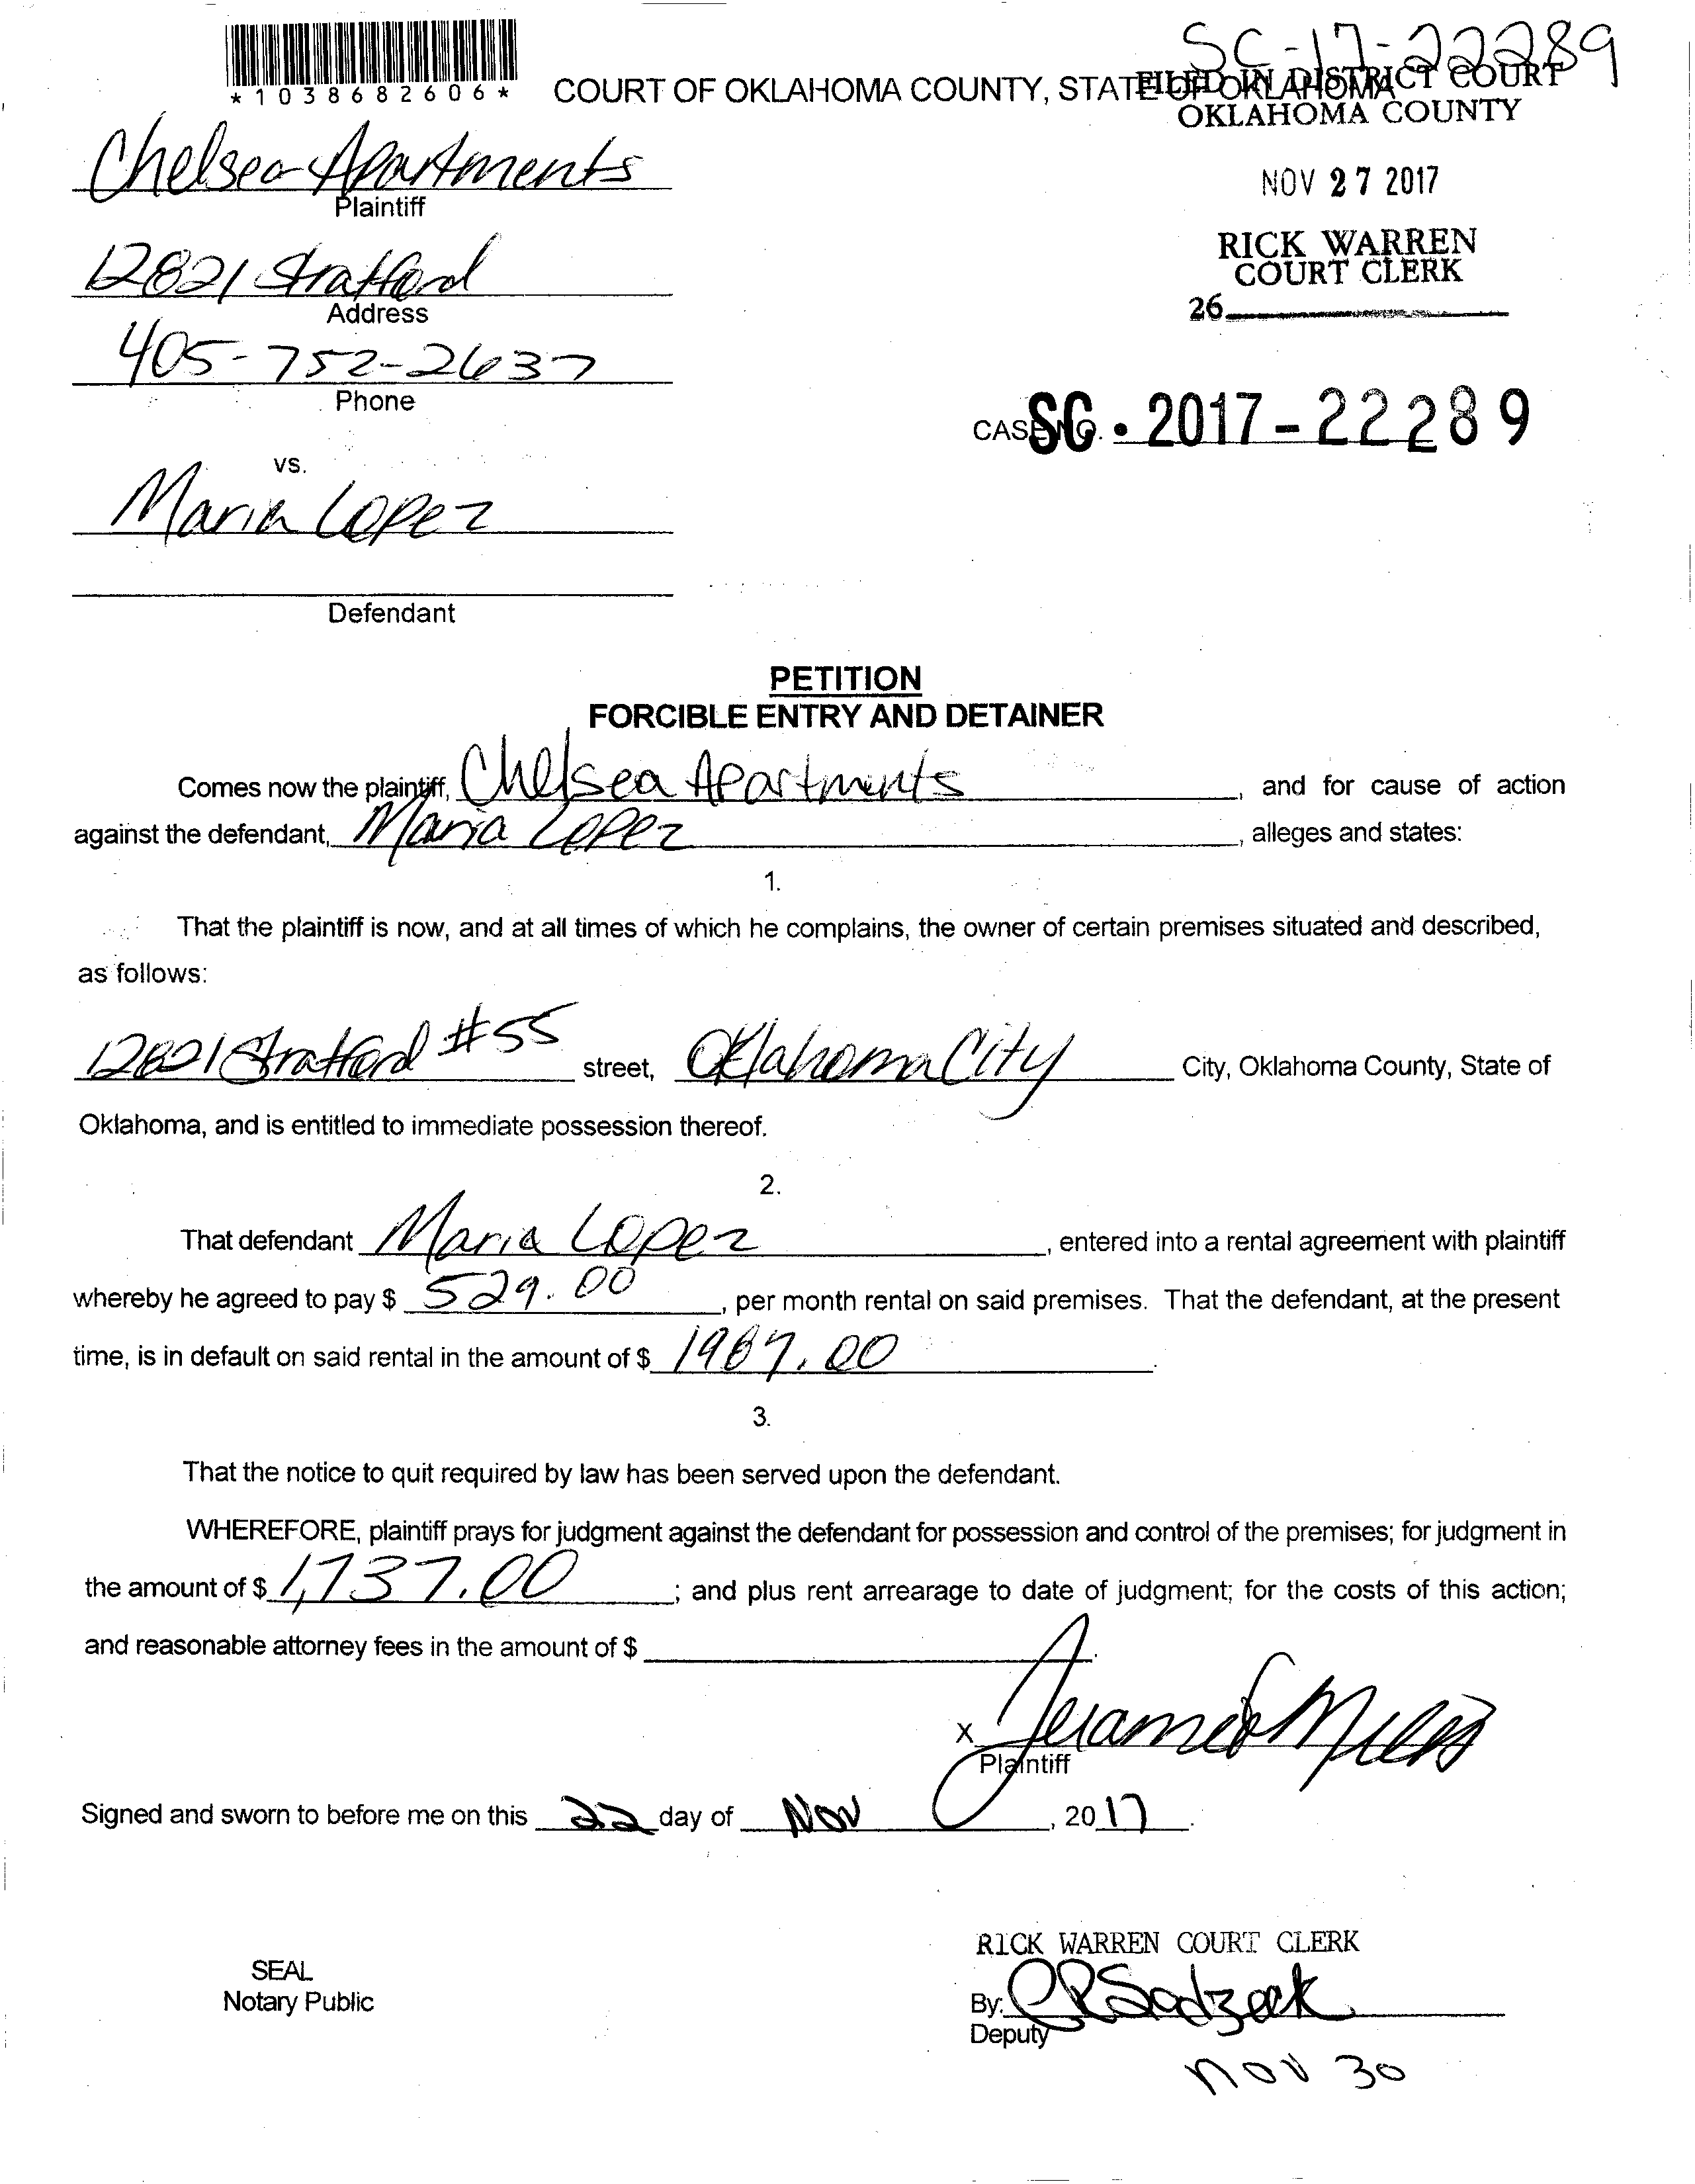 SC-17-22289
*1038682606*
COURT OF OKLAHOMA COUNTY, STATE OF OKLAHOMA
FILED IN DISTRICT COURT
OKLAHOMA COUNTY
Chelsea Apartments
Plaintiff
NOV 27 2017
12821 Stratford
Address
RICK WARREN
COURT CLERK
26
405-752-2637
Phone
CASE NO. SC - 2017-22289
vs.
Maria Lopez
Defendant
PETITION
FORCIBLE ENTRY AND DETAINER
Comes now the plaintiff, Chelsea Apartments, and for cause of action
against the defendant, Maria Lopez, alleges and states:
1.
That the plaintiff is now, and at all times of which he complains, the owner of certain premises situated and described,
as follows:
12821 Stratford #55 street, Oklahoma City City, Oklahoma County, State of
Oklahoma, and is entitled to immediate possession thereof.
2.
That defendant Maria Lopez, entered into a rental agreement with plaintiff
whereby he agreed to pay $ 529.00, per month rental on said premises. That the defendant, at the present
time, is in default on said rental in the amount of $ .
3.
That the notice to quit required by law has been served upon the defendant.
WHEREFORE, plaintiff prays for judgment against the defendant for possession and control of the premises; for judgment in
the amount of $ 1,737.00; and plus rent arrearage to date of judgment; for the costs of this action;
and reasonable attorney fees in the amount of $ .
X
Plaintiff
Signed and sworn to before me on this 22 day of Nov, 2017.
RICK WARREN COURT CLERK
SEAL
Notary Public
By:
Deputy
Nov 30